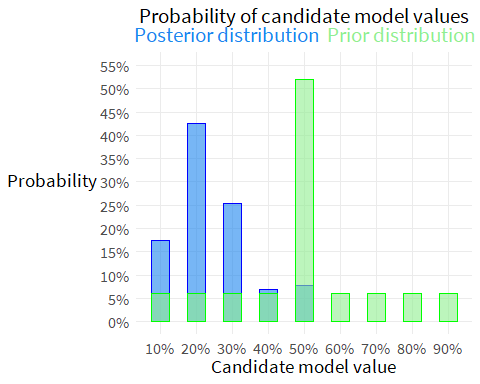 Probability of candidate model values
Posterior distribution Prior distribution
55%
50%
45%
40%
35%
Probability 30%
25%
20%
15%
10%
5%
0%
10% 20% 30% 40% 50% 60% 70% 80% 90%
Candidate model value